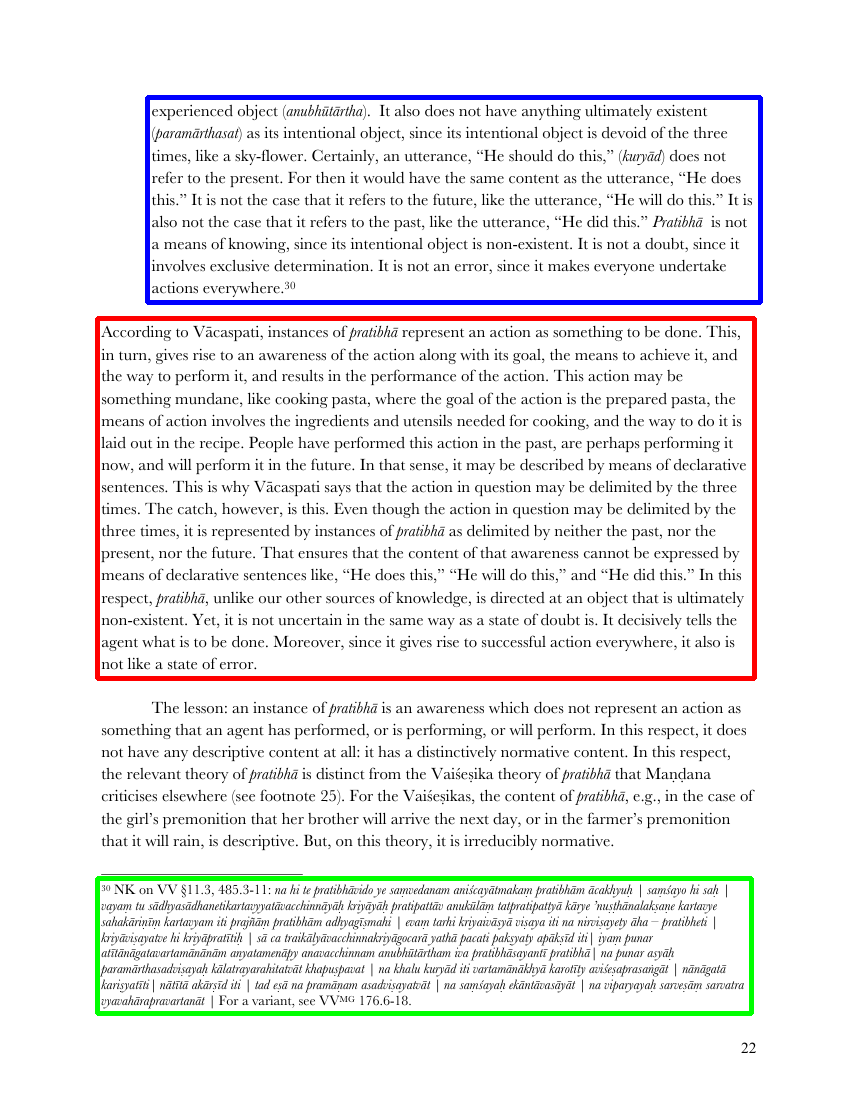 experienced object (anubhūtārtha).  It also does not have anything ultimately existent
(paramārthasat) as its intentional object, since its intentional object is devoid of the three
times, like a sky-flower. Certainly, an utterance, “He should do this,” (kuryād) does not
refer to the present. For then it would have the same content as the utterance, “He does
this.” It is not the case that it refers to the future, like the utterance, “He will do this.” It is
also not the case that it refers to the past, like the utterance, “He did this.” Pratibhā  is not
a means of knowing, since its intentional object is non-existent. It is not a doubt, since it
involves exclusive determination. It is not an error, since it makes everyone undertake
actions everywhere.30
According to Vācaspati, instances of pratibhā represent an action as something to be done. This,
in turn, gives rise to an awareness of the action along with its goal, the means to achieve it, and
the way to perform it, and results in the performance of the action. This action may be
something mundane, like cooking pasta, where the goal of the action is the prepared pasta, the
means of action involves the ingredients and utensils needed for cooking, and the way to do it is
laid out in the recipe. People have performed this action in the past, are perhaps performing it
now, and will perform it in the future. In that sense, it may be described by means of declarative
sentences. This is why Vācaspati says that the action in question may be delimited by the three
times. The catch, however, is this. Even though the action in question may be delimited by the
three times, it is represented by instances of pratibhā as delimited by neither the past, nor the
present, nor the future. That ensures that the content of that awareness cannot be expressed by
means of declarative sentences like, “He does this,” “He will do this,” and “He did this.” In this
respect, pratibhā, unlike our other sources of knowledge, is directed at an object that is ultimately
non-existent. Yet, it is not uncertain in the same way as a state of doubt is. It decisively tells the
agent what is to be done. Moreover, since it gives rise to successful action everywhere, it also is
not like a state of error.
The lesson: an instance of pratibhā is an awareness which does not represent an action as
something that an agent has performed, or is performing, or will perform. In this respect, it does
not have any descriptive content at all: it has a distinctively normative content. In this respect,
the relevant theory of pratibhā is distinct from the Vaiśeṣika theory of pratibhā that Maṇḍana
criticises elsewhere (see footnote 25). For the Vaiśeṣikas, the content of pratibhā, e.g., in the case of
the girl’s premonition that her brother will arrive the next day, or in the farmer’s premonition
that it will rain, is descriptive. But, on this theory, it is irreducibly normative.
30 NK on VV §11.3, 485.3-11: na hi te pratibhāvido ye saṃvedanam aniścayātmakaṃ pratibhām ācakhyuḥ | saṃśayo hi saḥ |
vayam tu sādhyasādhanetikartavyyatāvacchinnāyāḥ kriyāyāḥ pratipattāv anukūlāṃ tatpratipattyā kārye ’nuṣṭhānalakṣaṇe kartavye
sahakāriṇīṃ kartavyam iti prajñāṃ pratibhām adhyagīṣmahi | evaṃ tarhi kriyaivāsyā viṣaya iti na nirviṣayety āha – pratibheti |
kriyāviṣayatve hi kriyāpratītiḥ | sā ca traikālyāvacchinnakriyāgocarā yathā pacati pakṣyaty apākṣīd iti| iyaṃ punar
atītānāgatavartamānānām anyatamenāpy anavacchinnam anubhūtārtham iva pratibhāsayantī pratibhā| na punar asyāḥ
paramārthasadviṣayaḥ kālatrayarahitatvāt khapuṣpavat | na khalu kuryād iti vartamānākhyā karotīty aviśeṣaprasaṅgāt | nānāgatā
kariṣyatīti| nātītā akārṣīd iti | tad eṣā na pramāṇam asadviṣayatvāt | na saṃśayaḥ ekāntāvasāyāt | na viparyayaḥ sarveṣāṃ sarvatra
vyavahārapravartanāt | For a variant, see VVMG 176.6-18.
22